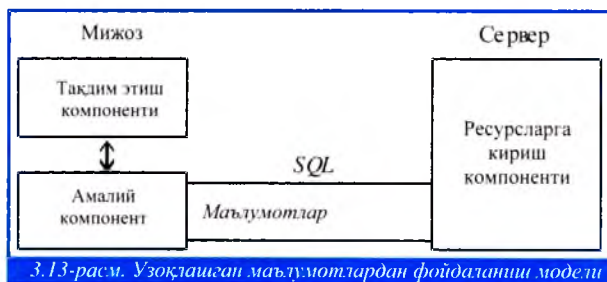 Мижоз
Сервер
Тақдим этиш
компоненти
Ресурсларга
кириш
компоненти
SQL
Амалий
компонент
Маълумотлар
3.13-расм. Узоқлашган маълумотлардан фойдаланиш модели